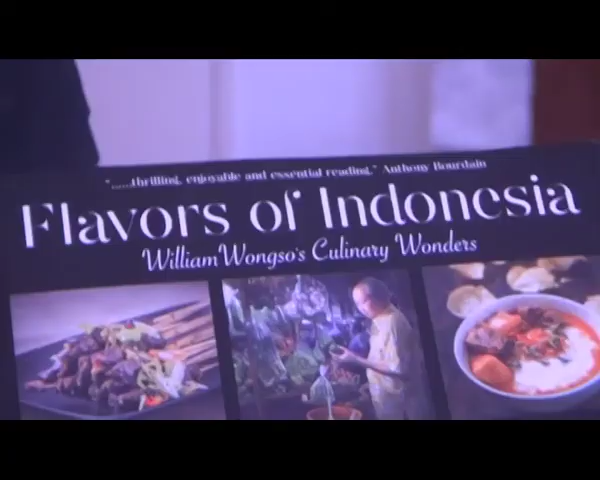 "......thrilling, enjoyable and essential reading." Anthony Bourdain
Flavors of Indonesia
William Wongso's Culinary Wonders